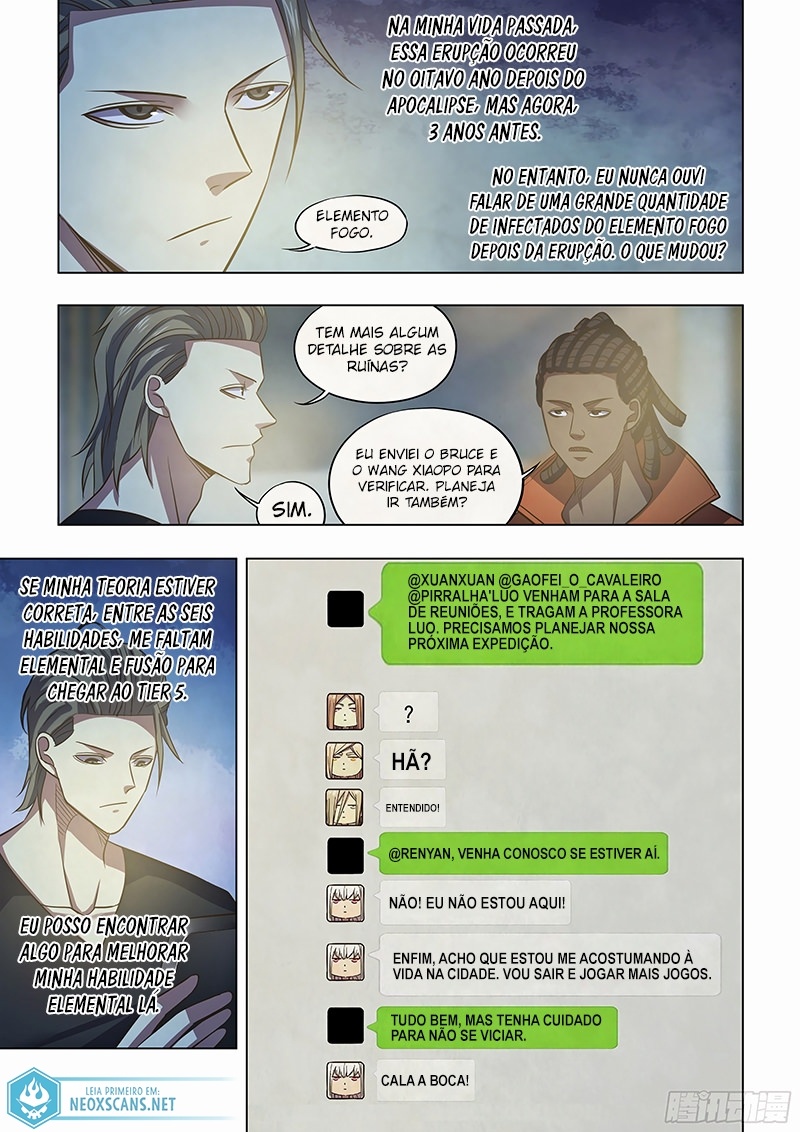 NA MINHA VIDA PASSADA,
ESSA ERUPÇÃO OCORREU
NO OITAVO ANO DEPOIS DO
APOCALIPSE, MAS AGORA,
3 ANOS ANTES.
NO ENTANTO, EU NUNCA OUVI
FALAR DE UMA GRANDE QUANTIDADE
DE INFECTADOS DO ELEMENTO FOGO
DEPOIS DA ERUPÇÃO. O QUE MUDOU?
ELEMENTO
FOGO.
TEM MAIS ALGUM
DETALHE SOBRE AS
RUÍNAS?
EU ENVIEI O BRUCE E
O WANG XIAOPO PARA
VERIFICAR. PLANEJA
IR TAMBÉM?
SIM.
SE MINHA TEORIA ESTIVER
CORRETA, ENTRE AS SEIS
HABILIDADES, ME FALTAM
ELEMENTAL E FUSÃO PARA
CHEGAR AO TIER 5.
EU POSSO ENCONTRAR
ALGO PARA MELHORAR
MINHA HABILIDADE
ELEMENTAL LÁ.
@XUANXUAN @GAOFEI_O_CAVALEIRO
@PIRRALHA'LUO VENHAM PARA A SALA
DE REUNIÕES, E TRAGAM A PROFESSORA
LUO. PRECISAMOS PLANEJAR NOSSA
PRÓXIMA EXPEDIÇÃO.
?
HÃ?
ENTENDIDO!
@RENYAN, VENHA CONOSCO SE ESTIVER AÍ.
NÃO! EU NÃO ESTOU AQUI!
ENFIM, ACHO QUE ESTOU ME ACOSTUMANDO À
VIDA NA CIDADE. VOU SAIR E JOGAR MAIS JOGOS.
TUDO BEM, MAS TENHA CUIDADO
PARA NÃO SE VICIAR.
CALA A BOCA!
LEIA PRIMEIRO EM:
NEOXSCANS.NET
腾讯动漫